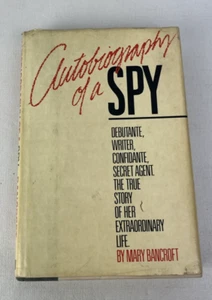 Autobiography
of a SPY
DEBUTANTE,
WRITER,
CONFIDANTE,
SECRET AGENT.
THE TRUE
STORY
OF HER
EXTRAORDINARY
LIFE.
BY MARY BANCROFT